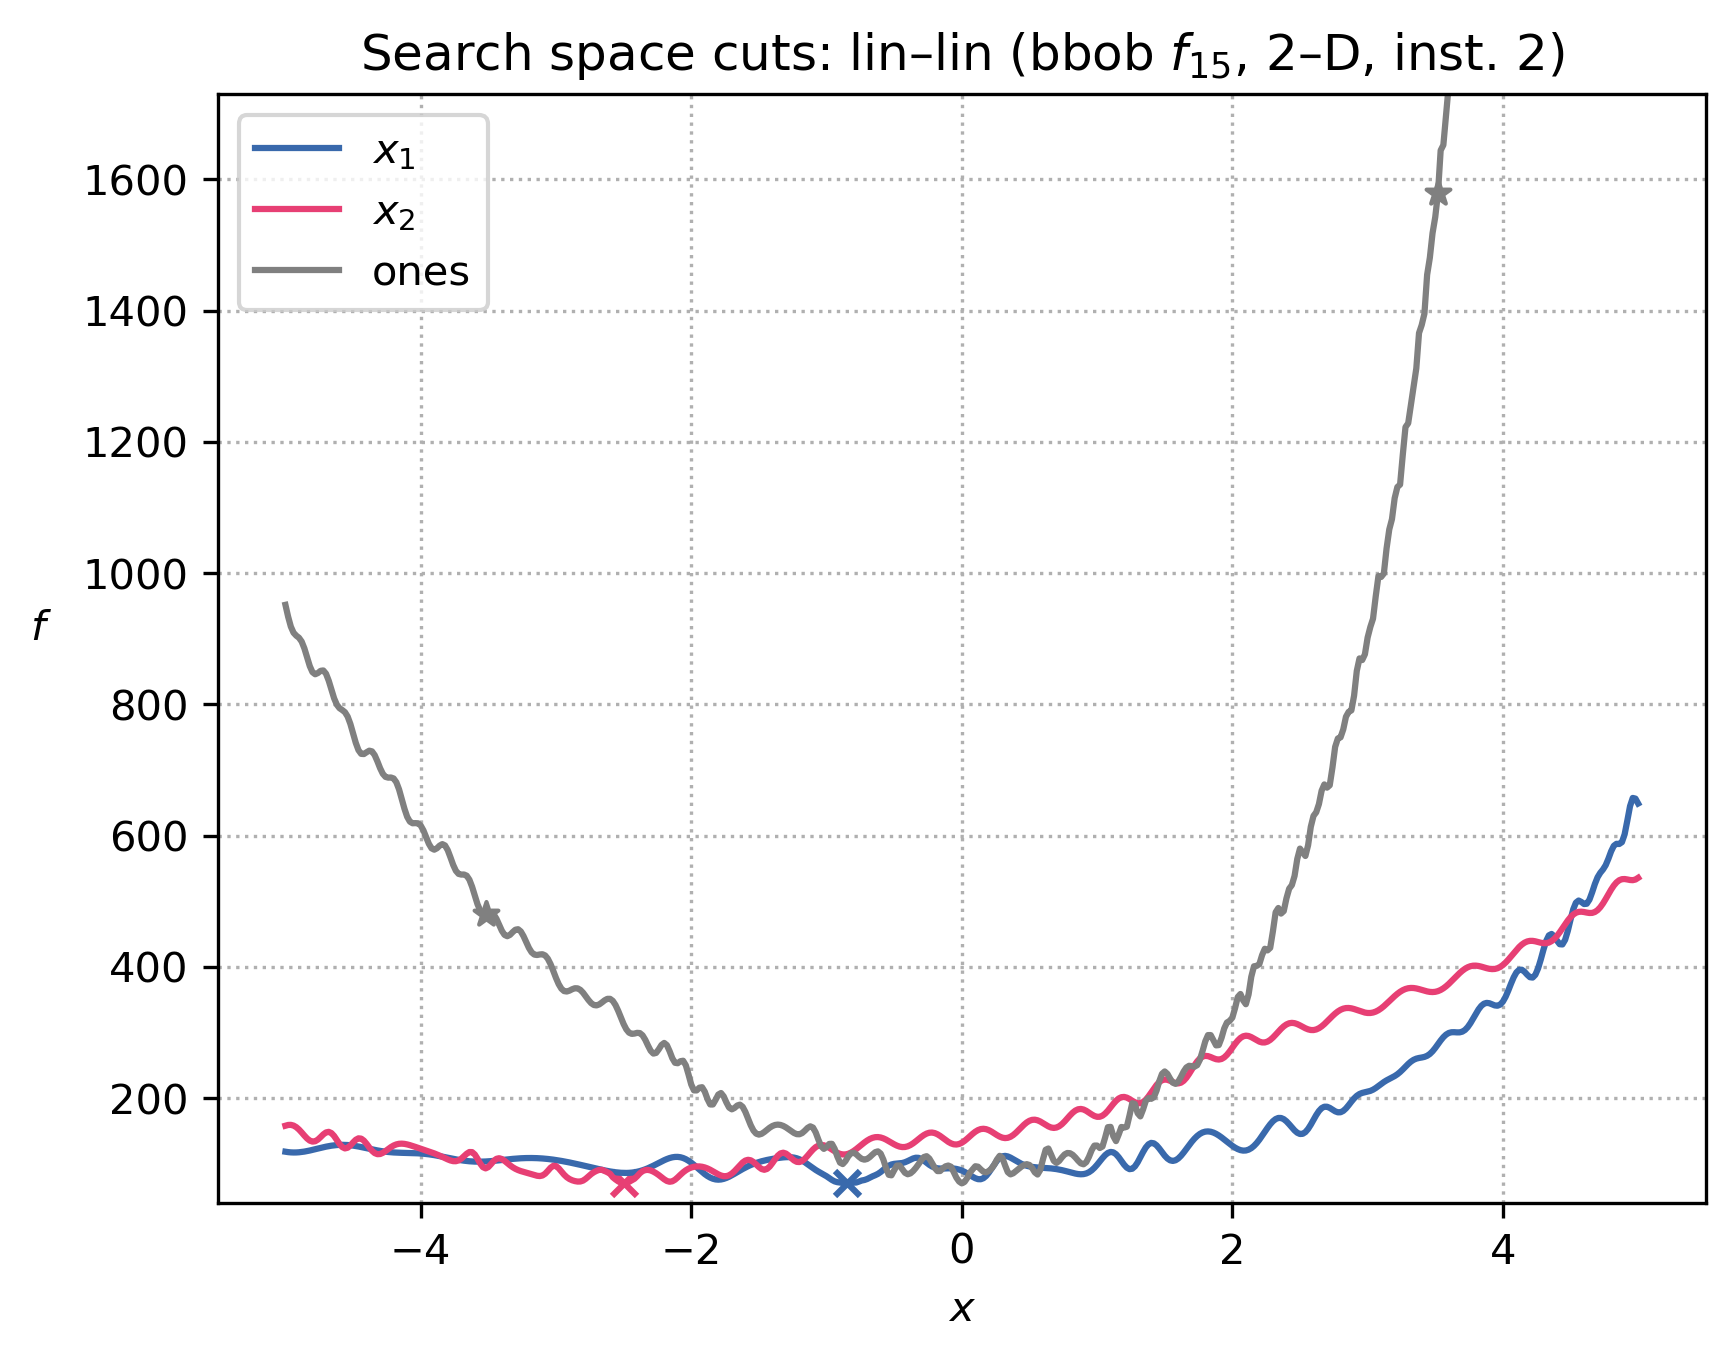 Search space cuts: lin–lin (bbob f₁₅, 2–D, inst. 2)
x₁
x₂
ones
1600
1400
1200
1000
800
600
400
200
f
−4 −2 0 2 4
x